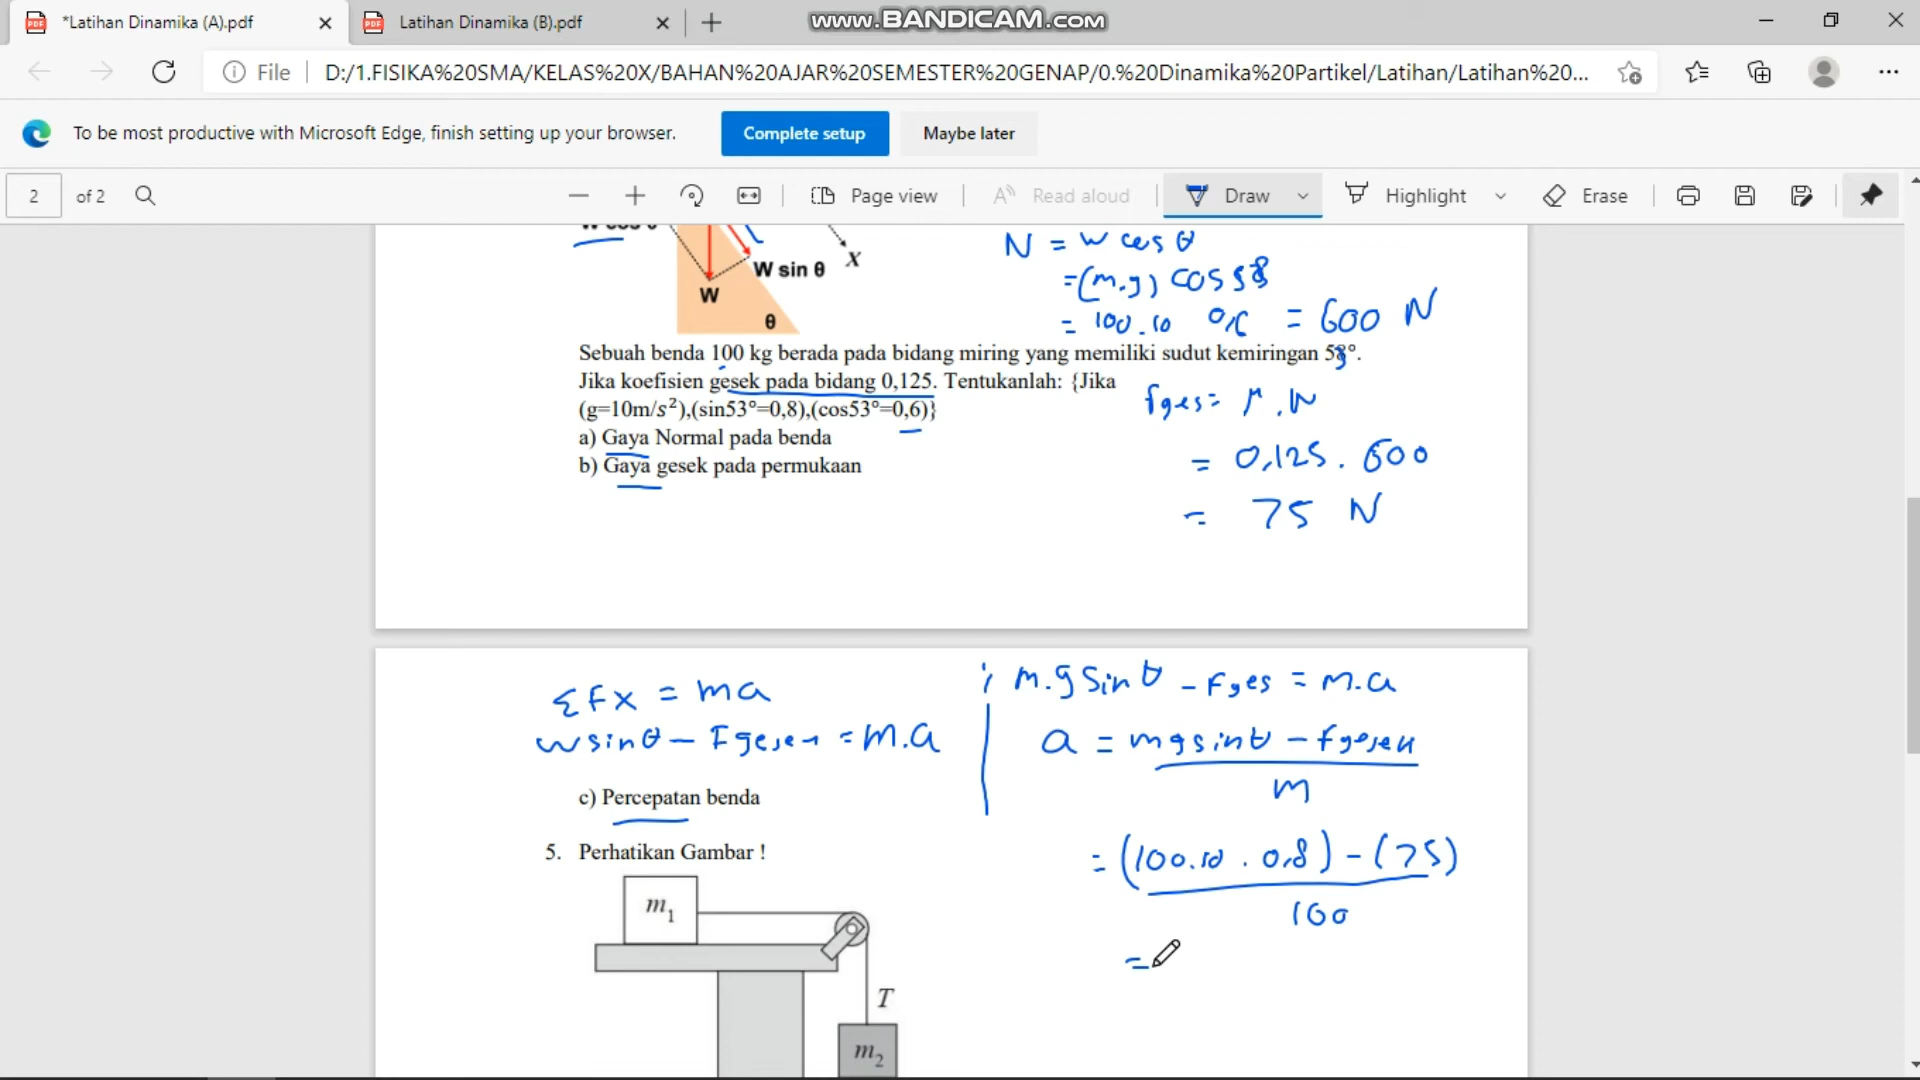 *Latihan Dinamika (A).pdf
Latihan Dinamika (B).pdf
www.BANDICAM.com
File
D:/1.FISIKA%20SMA/KELAS%20X/BAHAN%20AJAR%20SEMESTER%20GENAP/0.%20Dinamika%20Partikel/Latihan/Latihan%20...
To be most productive with Microsoft Edge, finish setting up your browser.
Complete setup
Maybe later
2 of 2
Page view
Read aloud
Draw
Highlight
Erase
W cos θ
W sin θ
X
W
θ
N = w cos θ
=(m.g) cos 53
= 100.10 0,6 = 600 N
Sebuah benda 100 kg berada pada bidang miring yang memiliki sudut kemiringan 53°.
Jika koefisien gesek pada bidang 0,125. Tentukanlah: {Jika
(g=10m/s²),(sin53°=0,8),(cos53°=0,6)}
a) Gaya Normal pada benda
b) Gaya gesek pada permukaan
fges = μ . N
= 0,125 . 600
= 75 N
Σfx = ma
w sinθ – Fgesek = m.a
m.g sin θ – Fges = m.a
a = mg sin θ – fgesek
m
= (100.10 . 0,8) – (75)
100
=
c) Percepatan benda
5. Perhatikan Gambar !
m₁
T
m₂